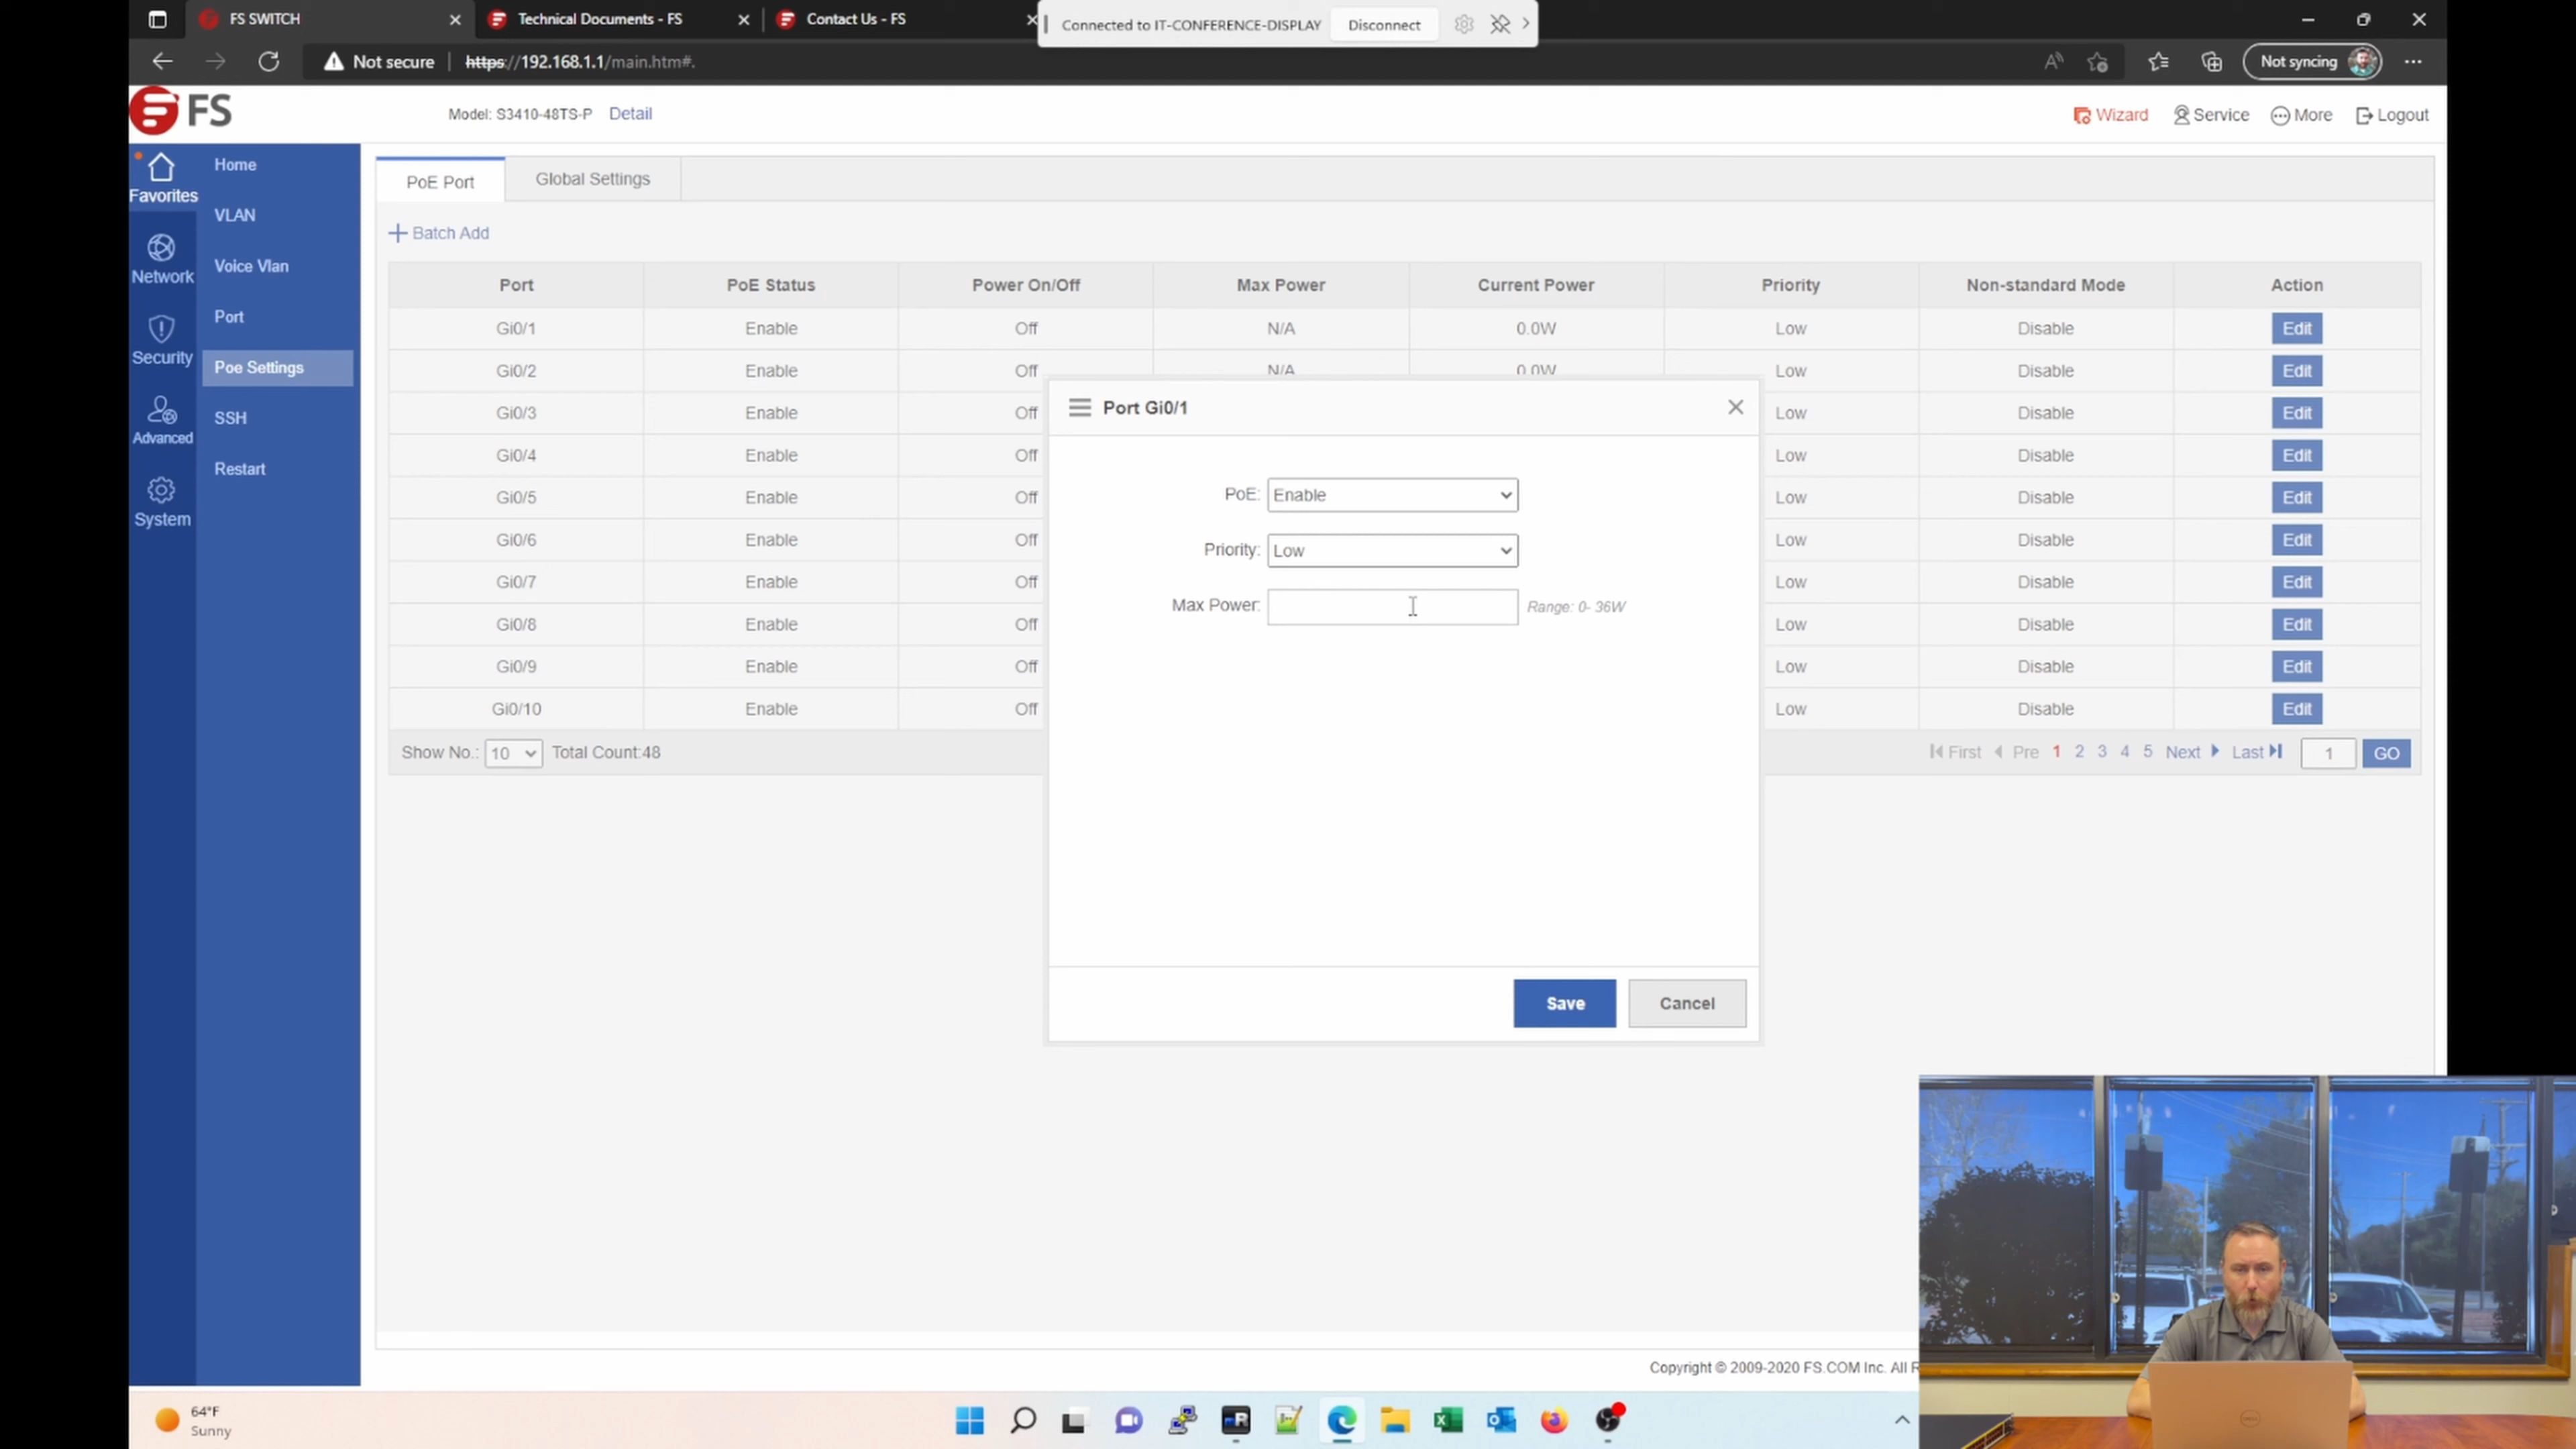 FS SWITCH
Technical Documents - FS
Contact Us - FS
Connected to IT-CONFERENCE-DISPLAY Disconnect
Not secure https://192.168.1.1/main.htm#. Not syncing
FS Model: S3410-48TS-P Detail Wizard Service More Logout
Favorites
Network
Security
Advanced
System
Home
VLAN
Voice Vlan
Port
Poe Settings
SSH
Restart
PoE Port Global Settings
Batch Add
Port PoE Status Power On/Off Max Power Current Power Priority Non-standard Mode Action
Gi0/1 Enable Off N/A 0.0W Low Disable Edit
Gi0/2 Enable Off N/A 0.0W Low Disable Edit
Gi0/3 Enable Off Low Disable Edit
Gi0/4 Enable Off Low Disable Edit
Gi0/5 Enable Off Low Disable Edit
Gi0/6 Enable Off Low Disable Edit
Gi0/7 Enable Off Low Disable Edit
Gi0/8 Enable Off Low Disable Edit
Gi0/9 Enable Off Low Disable Edit
Gi0/10 Enable Off Low Disable Edit
Show No.: 10 Total Count:48 First Pre 1 2 3 4 5 Next Last 1 GO
Port Gi0/1
PoE: Enable
Priority: Low
Max Power: Range: 0- 36W
Save Cancel
Copyright © 2009-2020 FS.COM Inc. All R
64°F
Sunny